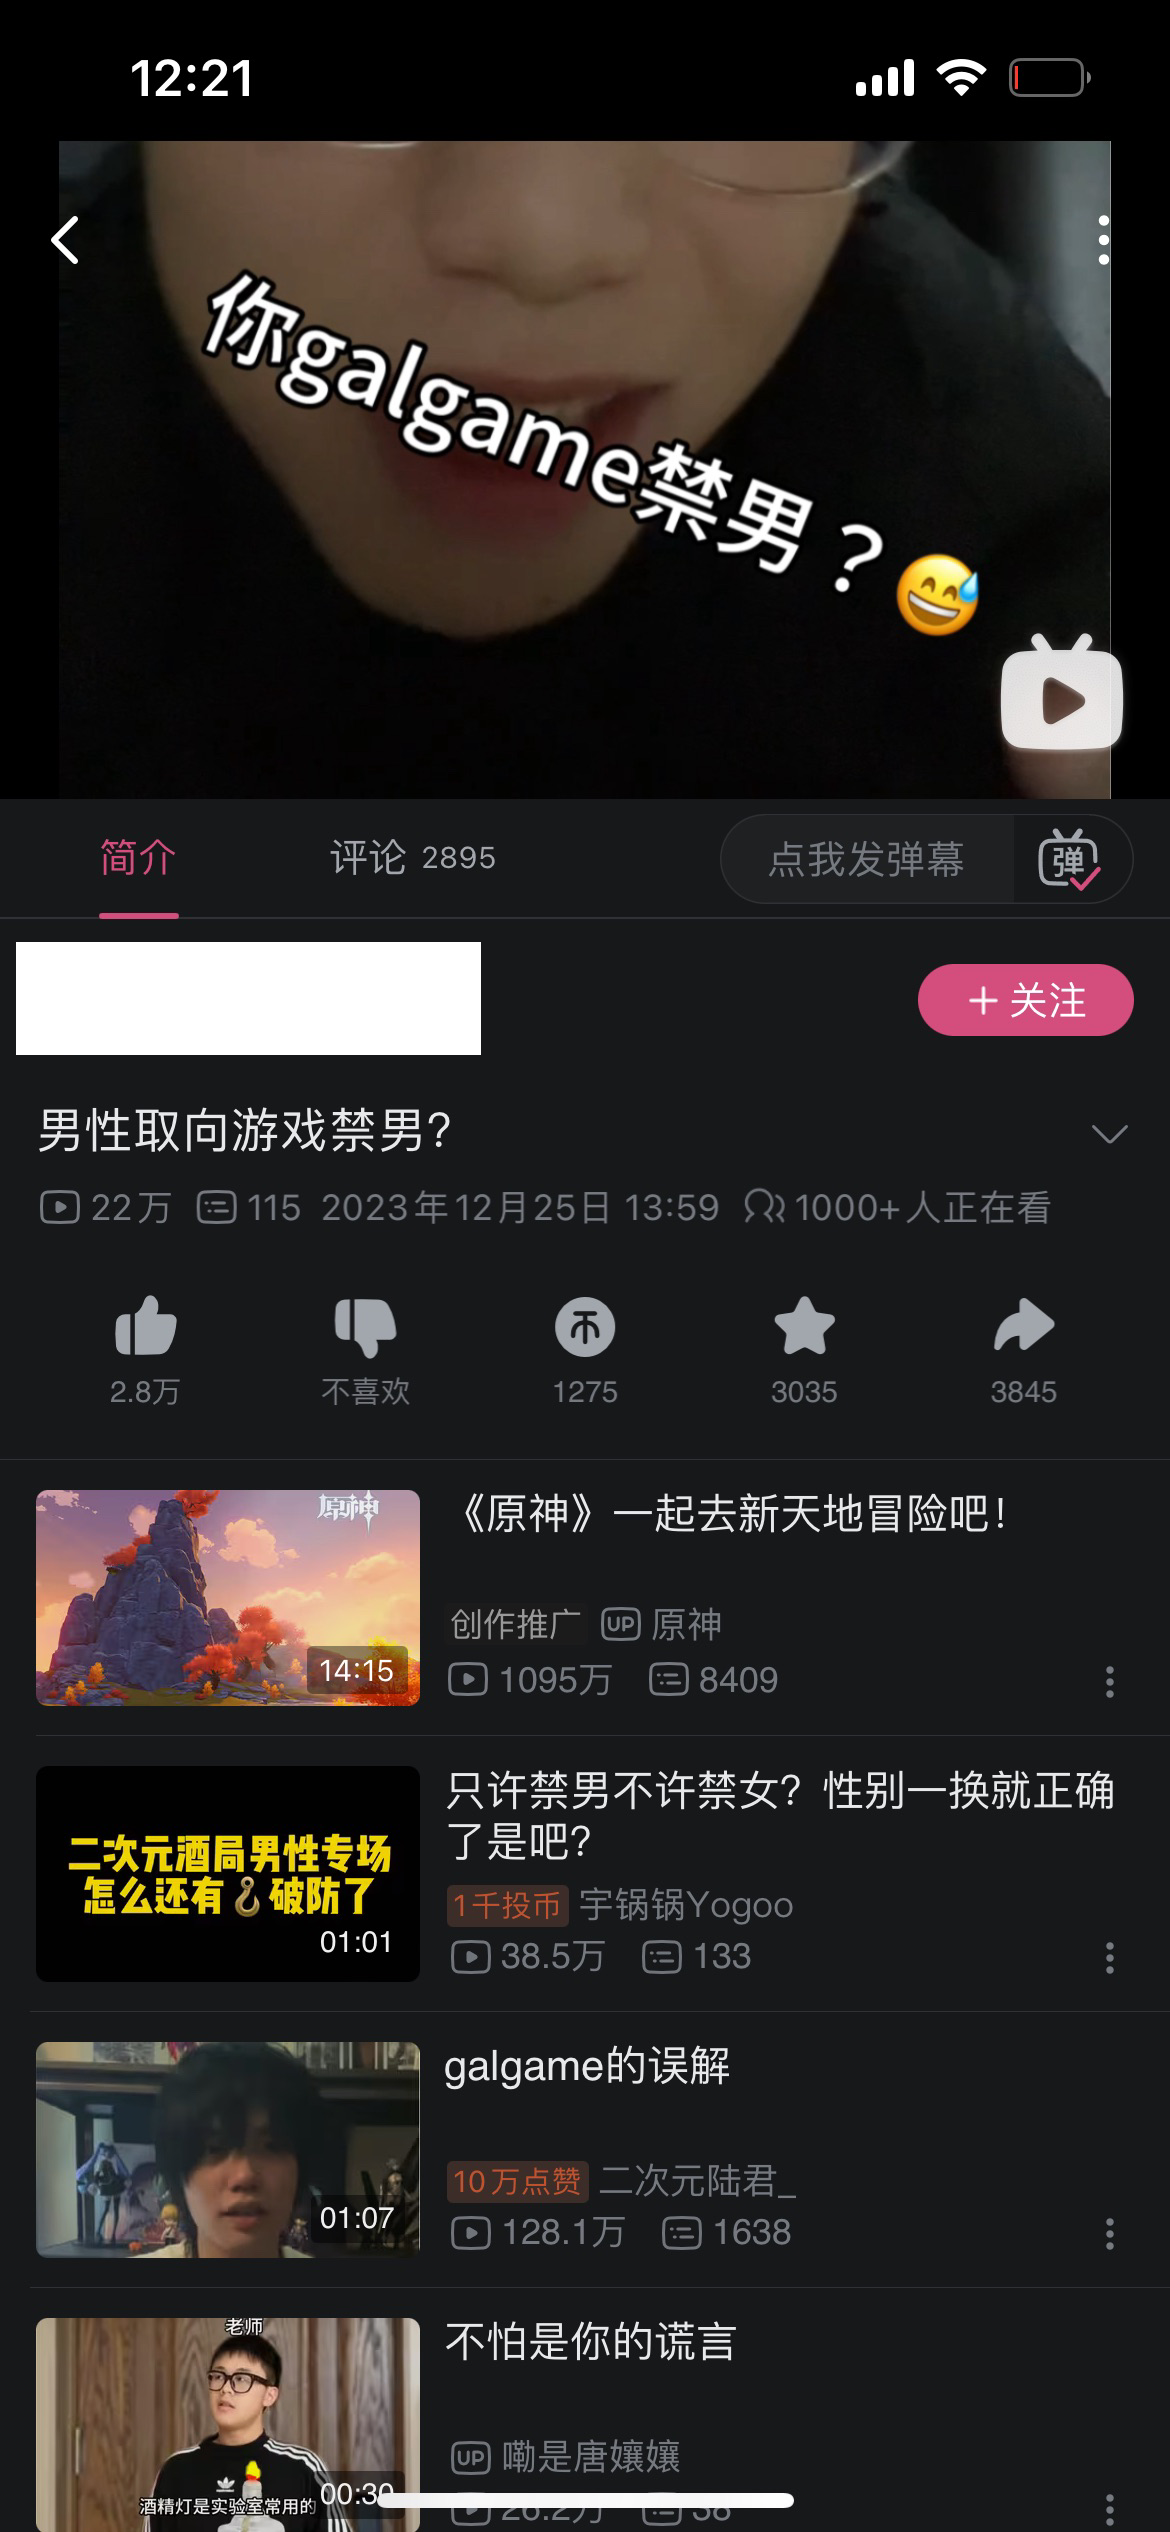 12:21
你galgame禁男？😅
简介
评论 2895
点我发弹幕
弹
+ 关注
男性取向游戏禁男?
22万 115 2023年12月25日 13:59 1000+人正在看
2.8万
不喜欢
1275
3035
3845
原神
14:15
《原神》一起去新天地冒险吧!
创作推广 UP 原神
1095万 8409
二次元酒局男性专场
怎么还有🪝破防了
01:01
只许禁男不许禁女? 性别一换就正确
了是吧?
1千投币 宇锅锅Yogoo
38.5万 133
01:07
galgame的误解
10万点赞 二次元陆君_
128.1万 1638
老师
酒精灯是实验室常用的
00:30
不怕是你的谎言
UP 嘞是唐孃孃
26.2万 38